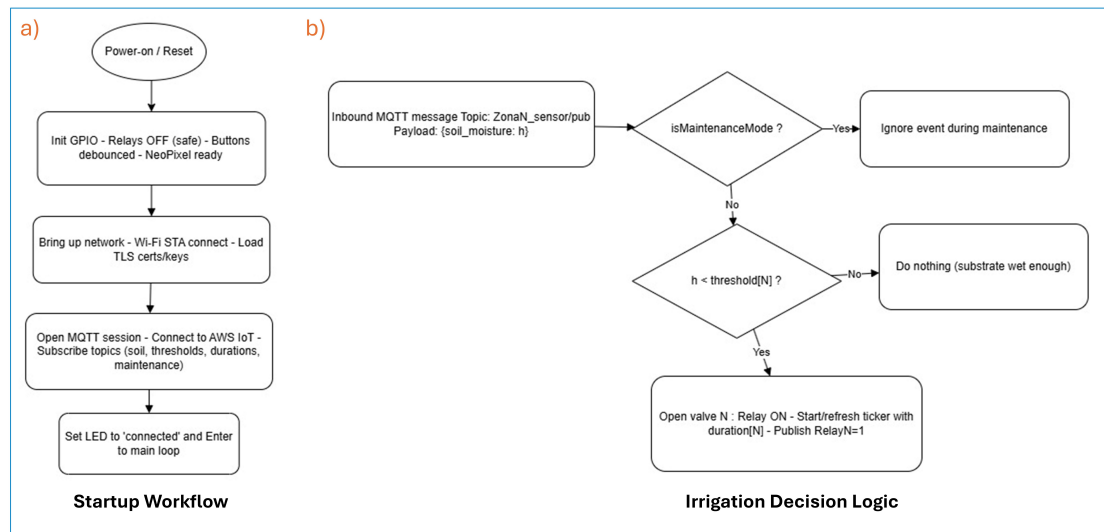 a)
Power-on / Reset
Init GPIO - Relays OFF (safe) - Buttons
debounced - NeoPixel ready
Bring up network - Wi-Fi STA connect - Load
TLS certs/keys
Open MQTT session - Connect to AWS IoT -
Subscribe topics (soil, thresholds, durations,
maintenance)
Set LED to 'connected' and Enter
to main loop
Startup Workflow
b)
Inbound MQTT message Topic: ZonaN_sensor/pub
Payload: {soil_moisture: h}
isMaintenanceMode ?
Yes
Ignore event during maintenance
No
h < threshold[N] ?
No
Do nothing (substrate wet enough)
Yes
Open valve N : Relay ON - Start/refresh ticker with
duration[N] - Publish RelayN=1
Irrigation Decision Logic